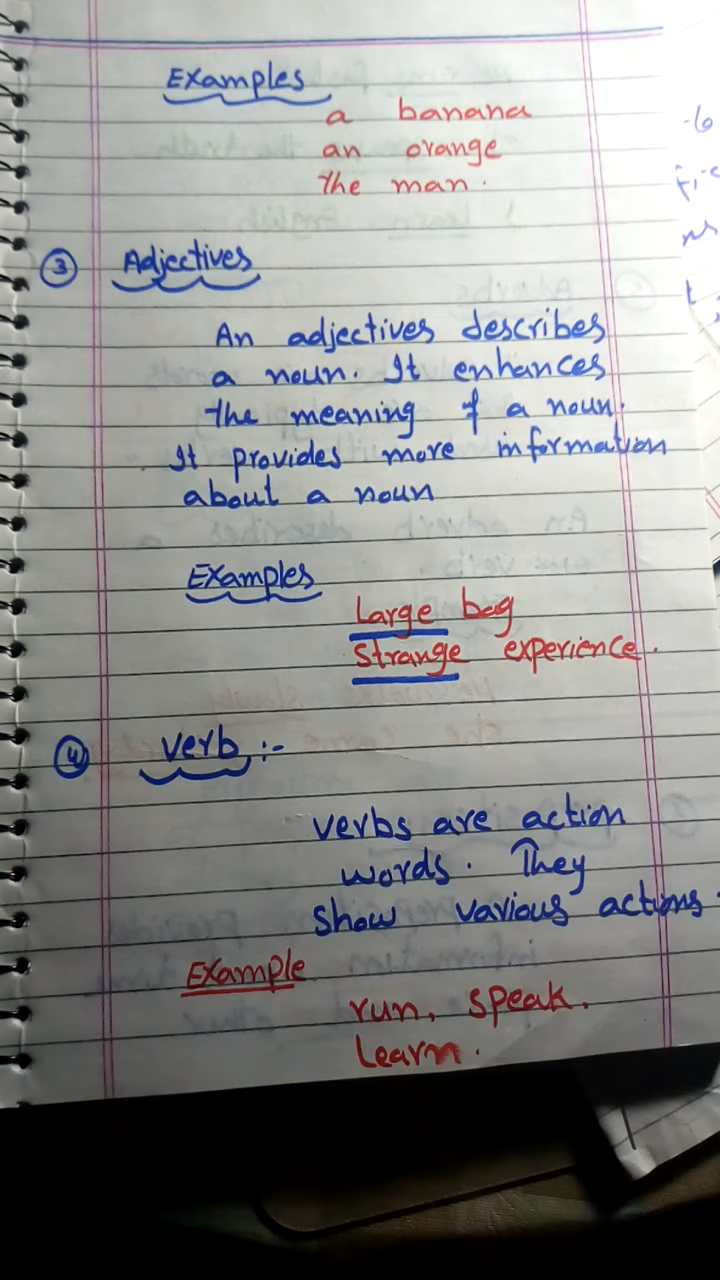 Examples
a banana
an orange
the man.
③ Adjectives
An adjectives describes
a noun. It enhances
the meaning of a noun.
It provides more information
about a noun
Examples
Large bag
Strange experience.
④ Verb :-
verbs are action
words. They
show various actions.
Example
run, speak.
Learn.